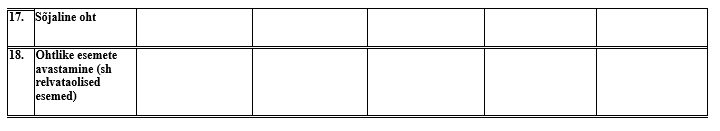 17. Sõjaline oht
18. Ohtlike esemete
avastamine (sh
relvataolised
esemed)